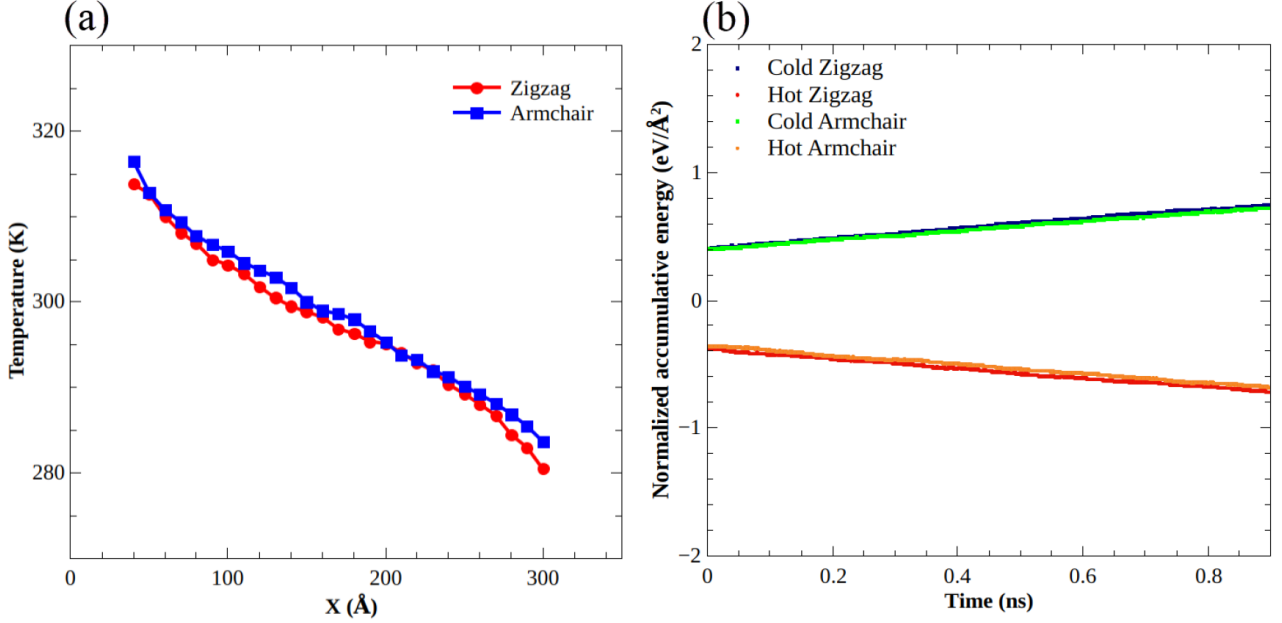 (a)
Temperature (K)
320
300
280
Zigzag
Armchair
0
100
200
300
X (Å)
(b)
Normalized accumulative energy (eV/Å²)
2
1
0
−1
−2
Cold Zigzag
Hot Zigzag
Cold Armchair
Hot Armchair
0
0.2
0.4
0.6
0.8
Time (ns)